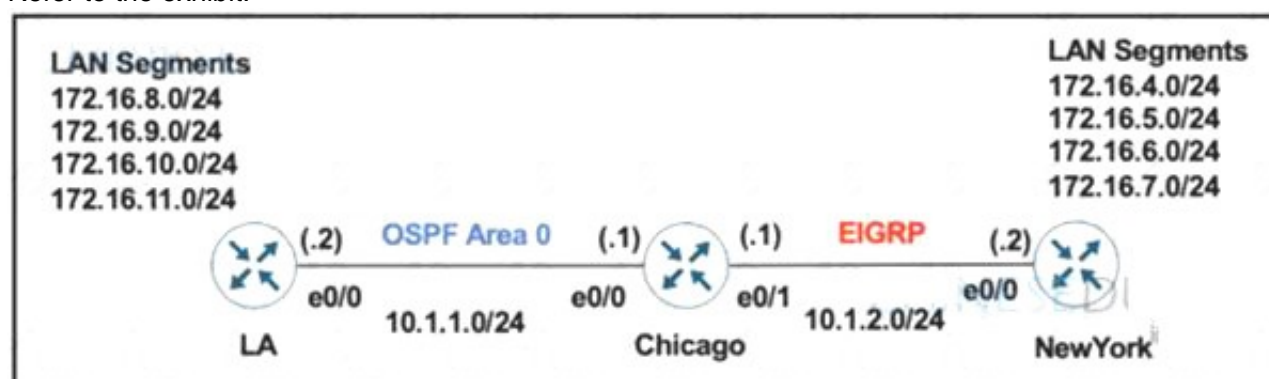 Refer to the exhibit.
LAN Segments
172.16.8.0/24
172.16.9.0/24
172.16.10.0/24
172.16.11.0/24
LAN Segments
172.16.4.0/24
172.16.5.0/24
172.16.6.0/24
172.16.7.0/24
(.2) OSPF Area 0 (.1) (.1) EIGRP (.2)
e0/0 e0/0 e0/1 e0/0
10.1.1.0/24 10.1.2.0/24
LA Chicago NewYork